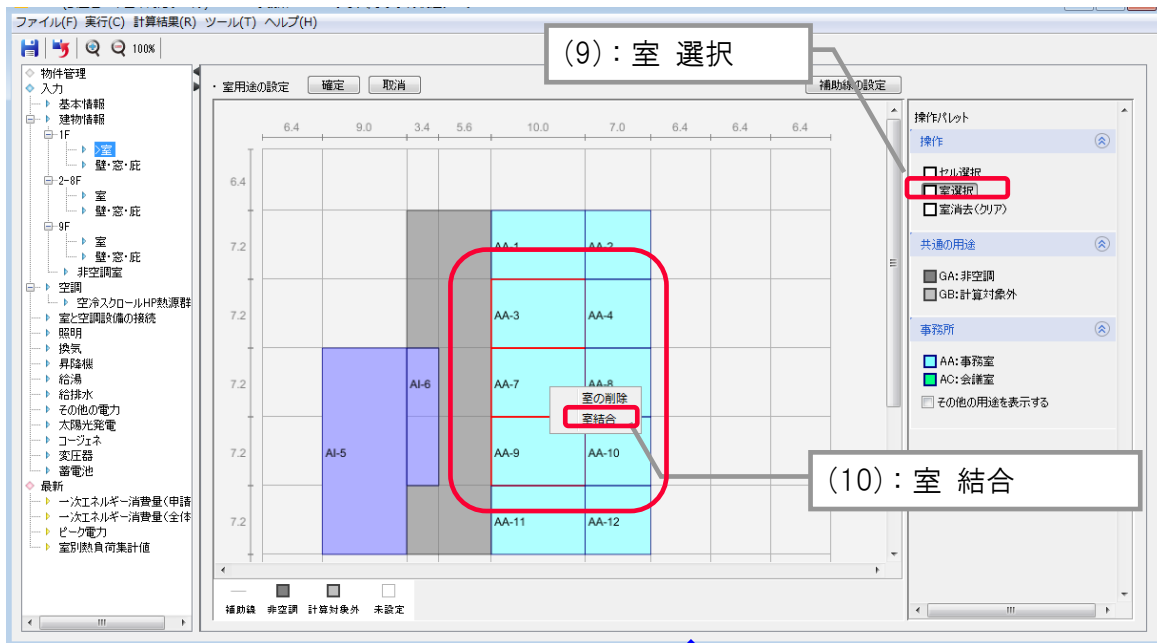 ファイル(F) 実行(C) 計算結果(R) ツール(T) ヘルプ(H)
100%
(9)：室 選択
物件管理
入力
基本情報
建物情報
1F
>室
壁・窓・庇
2-8F
室
壁・窓・庇
9F
室
壁・窓・庇
非空調室
空調
空冷スクロールHP熱源群
室と空調設備の接続
照明
換気
昇降機
給湯
給排水
その他の電力
太陽光発電
コージェネ
変圧器
蓄電池
最新
一次エネルギー消費量(申請
一次エネルギー消費量(全体
ピーク電力
室別熱負荷集計値
・室用途の設定 確定 取消 補助線の設定
6.4 9.0 3.4 5.6 10.0 7.0 6.4 6.4 6.4
6.4
7.2 AA-1 AA-2
7.2 AA-3 AA-4
7.2 AI-6 AA-7 AA-8
室の削除
室結合
7.2 AI-5 AA-9 AA-10
7.2 AA-11 AA-12
補助線 非空調 計算対象外 未設定
操作パレット
操作
セル選択
室選択
室消去(クリア)
共通の用途
GA:非空調
GB:計算対象外
事務所
AA:事務室
AC:会議室
その他の用途を表示する
(10)：室 結合